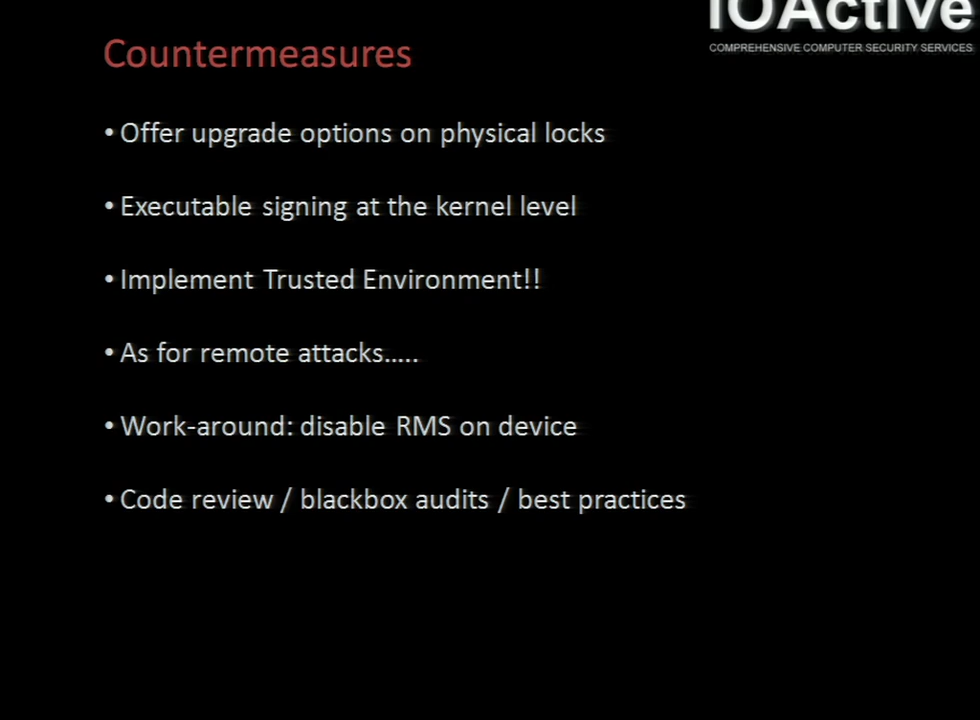 IOActive
COMPREHENSIVE COMPUTER SECURITY SERVICES
Countermeasures
• Offer upgrade options on physical locks
• Executable signing at the kernel level
• Implement Trusted Environment!!
• As for remote attacks.....
• Work-around: disable RMS on device
• Code review / blackbox audits / best practices